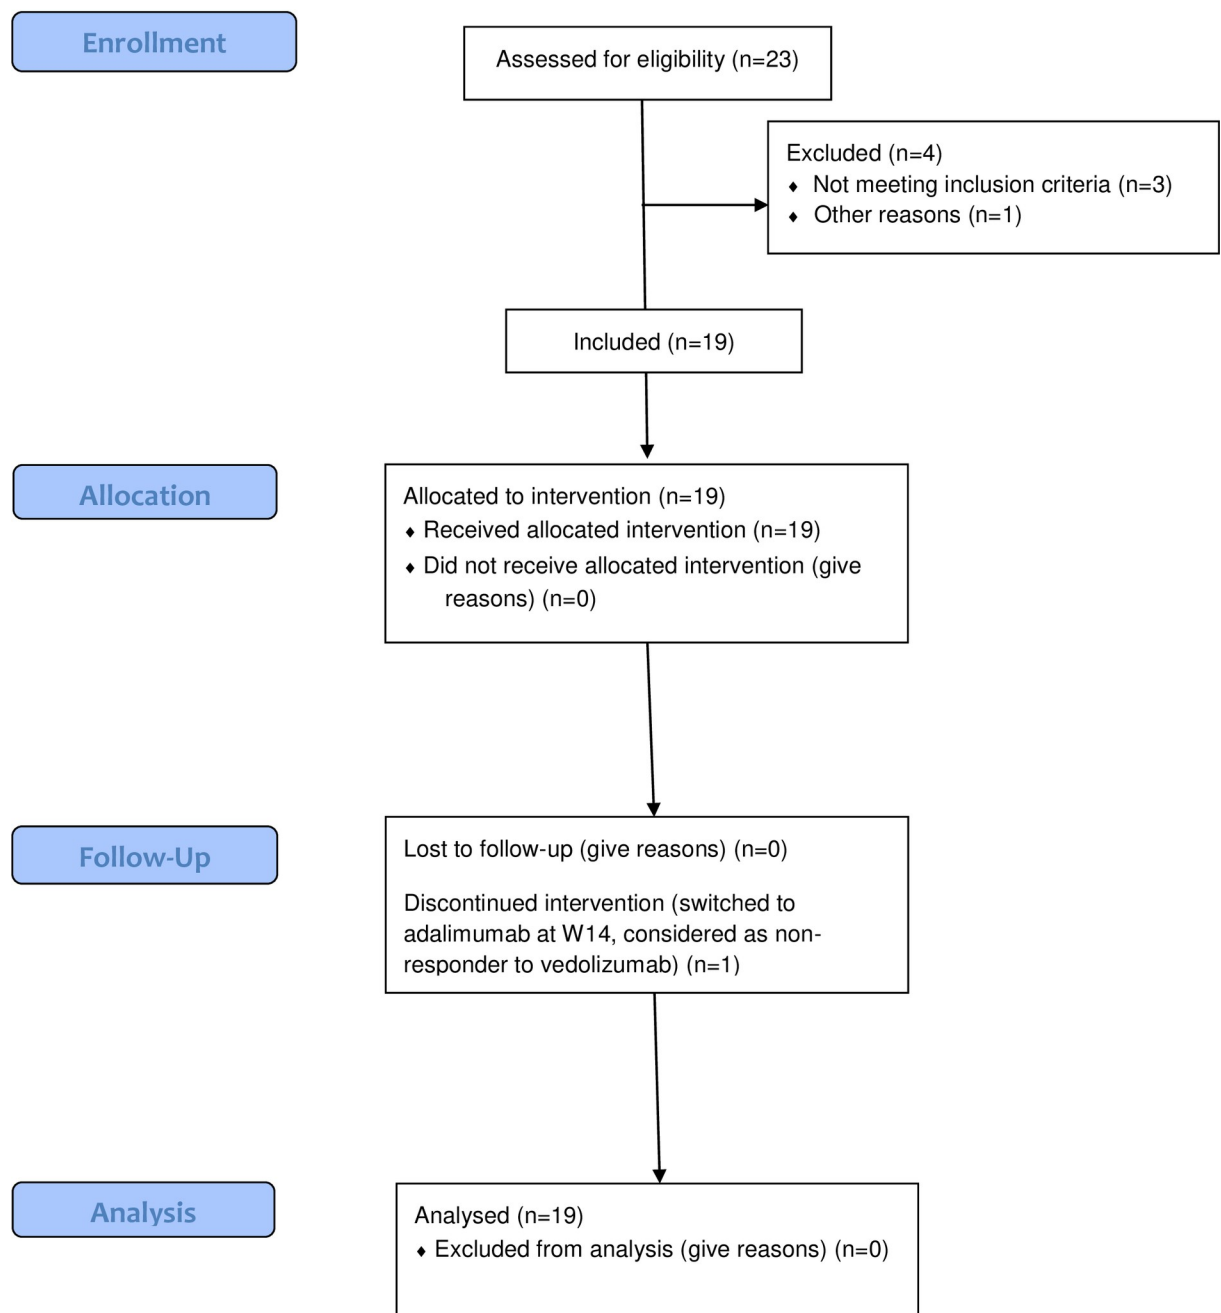 Enrollment
Assessed for eligibility (n=23)
Excluded (n=4)
♦ Not meeting inclusion criteria (n=3)
♦ Other reasons (n=1)
Included (n=19)
Allocation
Allocated to intervention (n=19)
♦ Received allocated intervention (n=19)
♦ Did not receive allocated intervention (give
reasons) (n=0)
Follow-Up
Lost to follow-up (give reasons) (n=0)
Discontinued intervention (switched to
adalimumab at W14, considered as non-
responder to vedolizumab) (n=1)
Analysis
Analysed (n=19)
♦ Excluded from analysis (give reasons) (n=0)